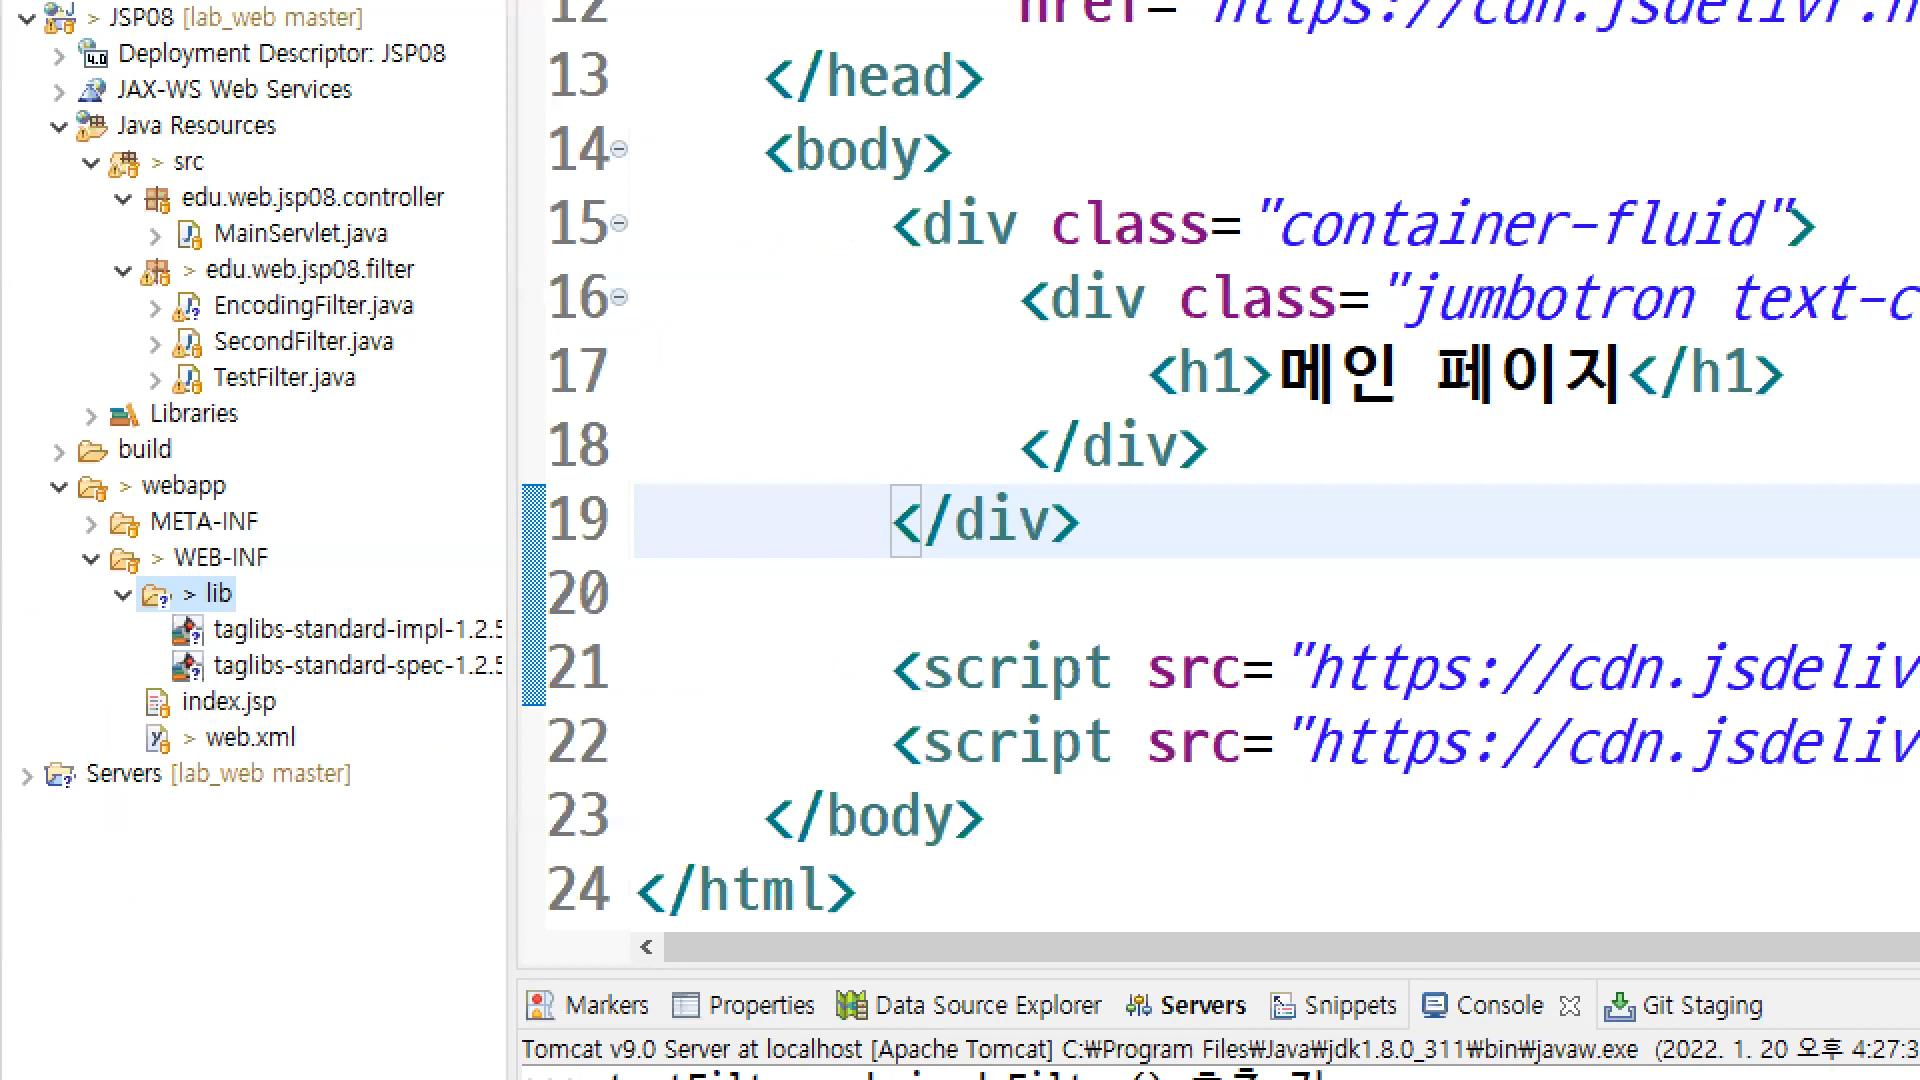 JSP08 [lab_web master]
Deployment Descriptor: JSP08
JAX-WS Web Services
Java Resources
> src
edu.web.jsp08.controller
MainServlet.java
> edu.web.jsp08.filter
EncodingFilter.java
SecondFilter.java
TestFilter.java
Libraries
build
> webapp
META-INF
> WEB-INF
> lib
taglibs-standard-impl-1.2.5
taglibs-standard-spec-1.2.5
index.jsp
> web.xml
Servers [lab_web master]
12 href="https://cdn.jsdelivr.n
13 </head>
14 <body>
15 <div class="container-fluid">
16 <div class="jumbotron text-c
17 <h1>메인 페이지</h1>
18 </div>
19 </div>
20
21 <script src="https://cdn.jsdeliv
22 <script src="https://cdn.jsdeliv
23 </body>
24 </html>
Markers Properties Data Source Explorer Servers Snippets Console Git Staging
Tomcat v9.0 Server at localhost [Apache Tomcat] C:₩Program Files₩Java₩jdk1.8.0_311₩bin₩javaw.exe (2022. 1. 20 오후 4:27:3